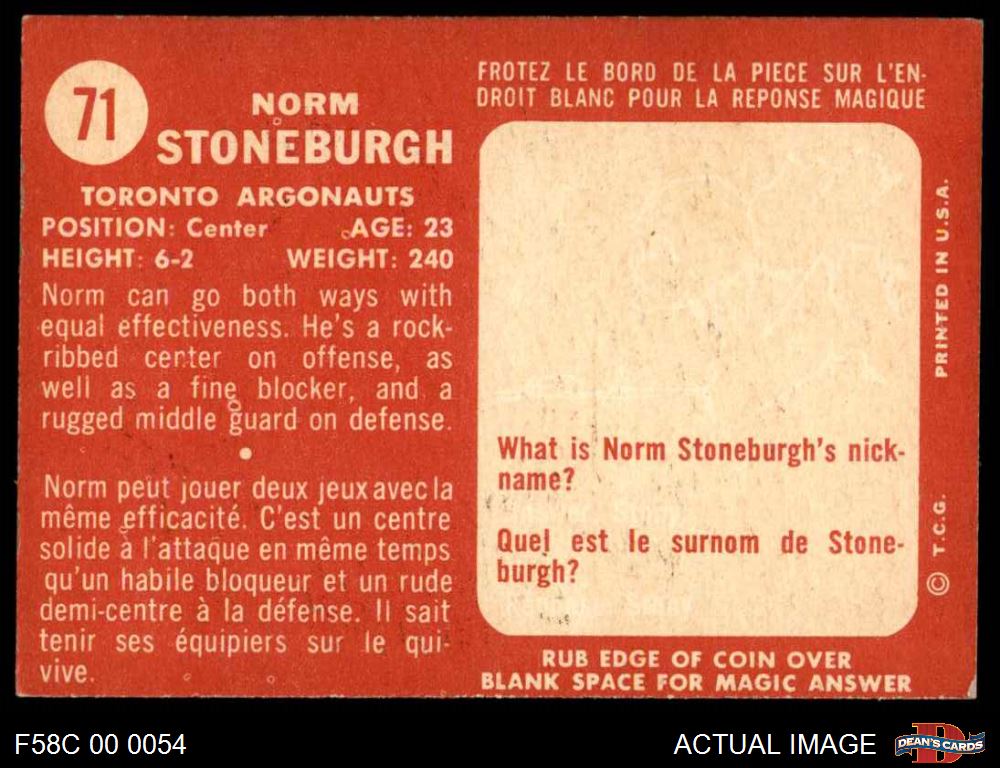 71
NORM
STONEBURGH
TORONTO ARGONAUTS
POSITION: Center AGE: 23
HEIGHT: 6-2 WEIGHT: 240
Norm can go both ways with
equal effectiveness. He's a rock-
ribbed center on offense, as
well as a fine blocker, and a
rugged middle guard on defense.
Norm peut jouer deux jeux avec la
même efficacité. C'est un centre
solide à l'attaque en même temps
qu'un habile bloqueur et un rude
demi-centre à la défense. Il sait
tenir ses équipiers sur le qui-
vive.
FROTEZ LE BORD DE LA PIECE SUR L'EN-
DROIT BLANC POUR LA REPONSE MAGIQUE
What is Norm Stoneburgh's nick-
name?
Quel est le surnom de Stone-
burgh?
RUB EDGE OF COIN OVER
BLANK SPACE FOR MAGIC ANSWER
© T.C.G. PRINTED IN U.S.A.
F58C 00 0054
ACTUAL IMAGE
DEAN'S CARDS